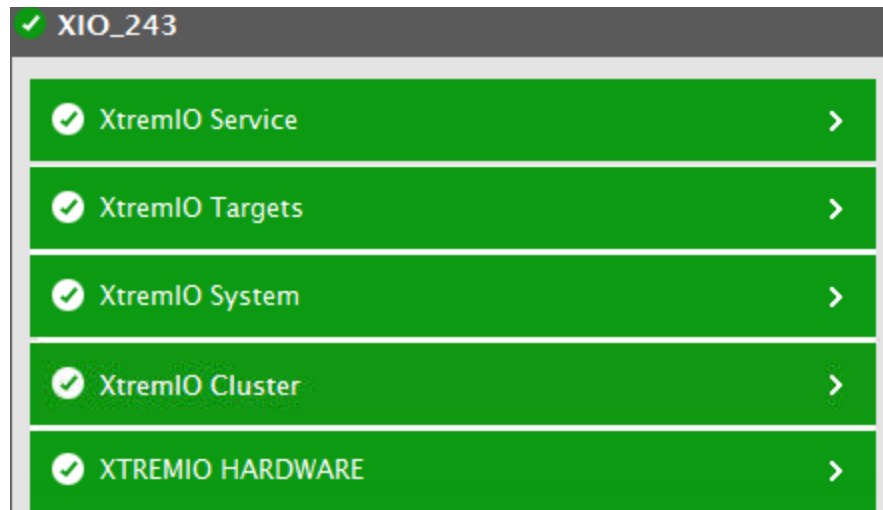 XIO_243
XtremIO Service
XtremIO Targets
XtremIO System
XtremIO Cluster
XTREMIO HARDWARE